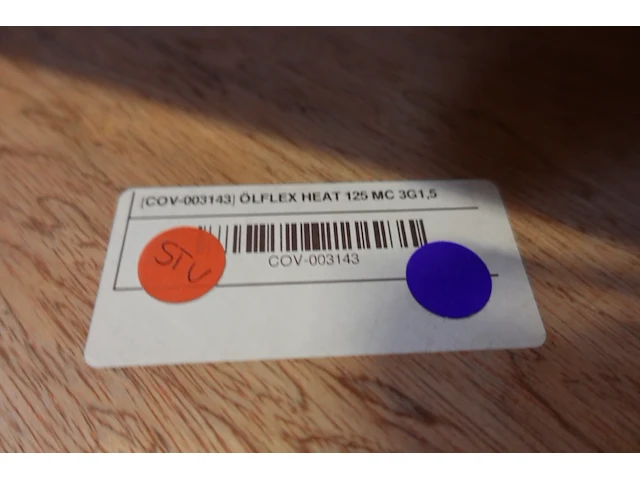 [COV-003143] ÖLFLEX HEAT 125 MC 3G1,5
COV-003143
STV